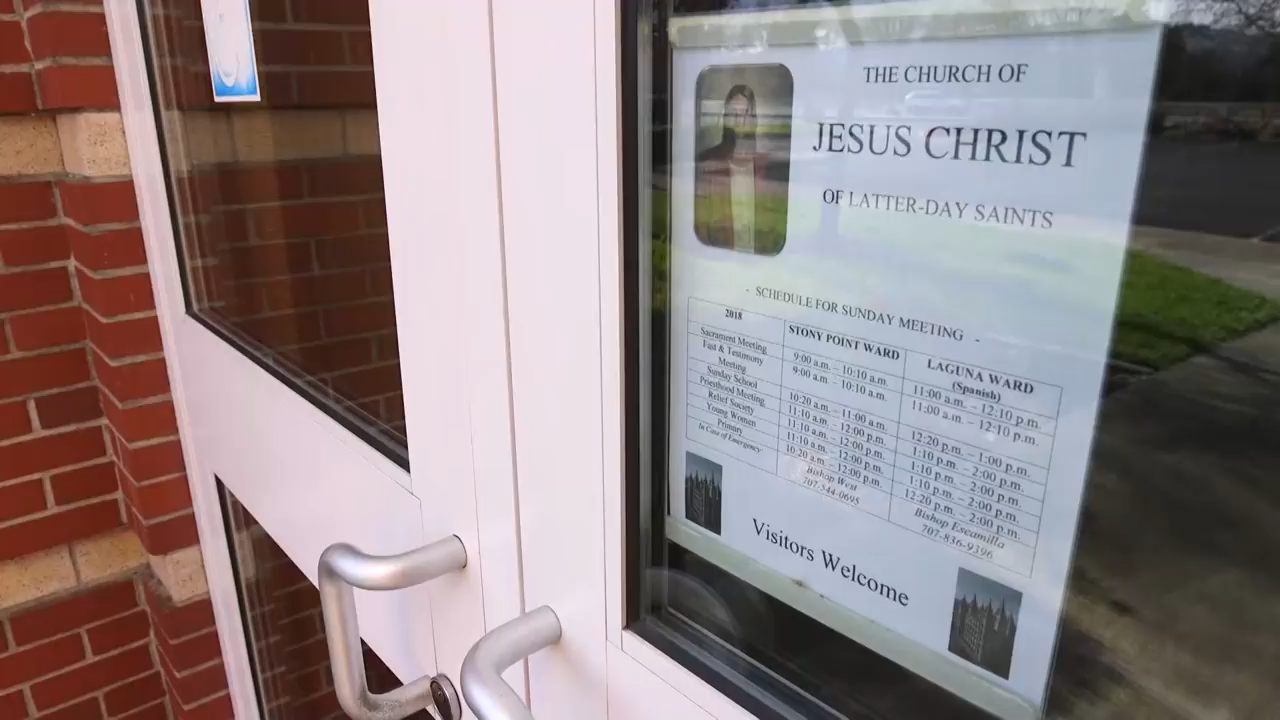 THE CHURCH OF
JESUS CHRIST
OF LATTER-DAY SAINTS
- SCHEDULE FOR SUNDAY MEETING -
2018 STONY POINT WARD LAGUNA WARD (Spanish)
Sacrament Meeting 9:00 a.m. – 10:10 a.m. 11:00 a.m. – 12:10 p.m.
Fast & Testimony Meeting 9:00 a.m. – 10:10 a.m. 11:00 a.m. – 12:10 p.m.
Sunday School 10:20 a.m. – 11:00 a.m. 12:20 p.m. – 1:00 p.m.
Priesthood Meeting 11:10 a.m. – 12:00 p.m. 1:10 p.m. – 2:00 p.m.
Relief Society 11:10 a.m. – 12:00 p.m. 1:10 p.m. – 2:00 p.m.
Young Women 11:10 a.m. – 12:00 p.m. 1:10 p.m. – 2:00 p.m.
Primary 10:20 a.m. – 12:00 p.m. 12:20 p.m. – 2:00 p.m.
In Case of Emergency Bishop West Bishop Escamilla
707-544-0695 707-836-9396
Visitors Welcome